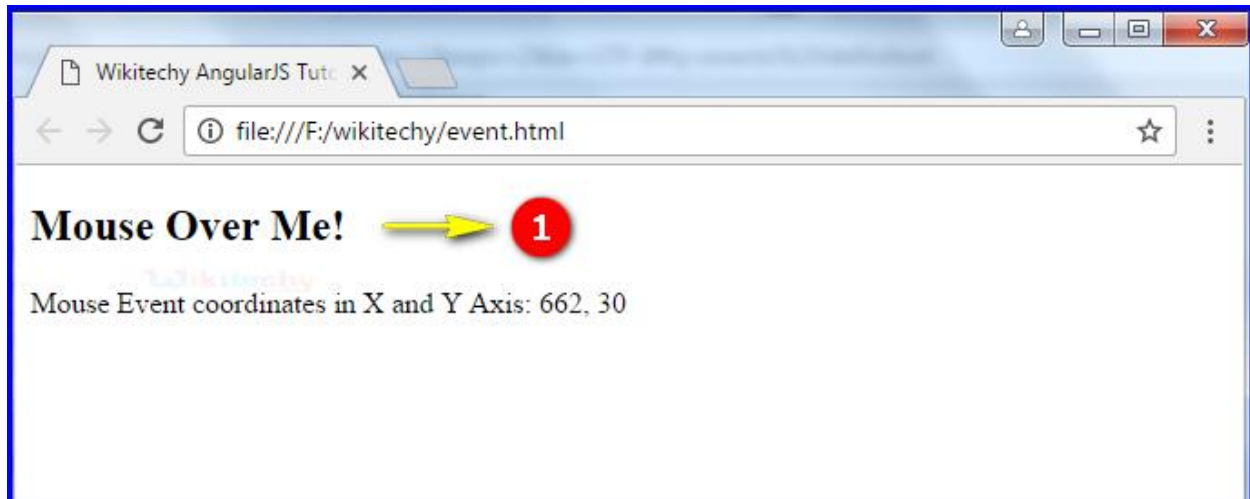 Wikitechy AngularJS Tuto
file:///F:/wikitechy/event.html
Mouse Over Me!
1
Wikitechy
Mouse Event coordinates in X and Y Axis: 662, 30